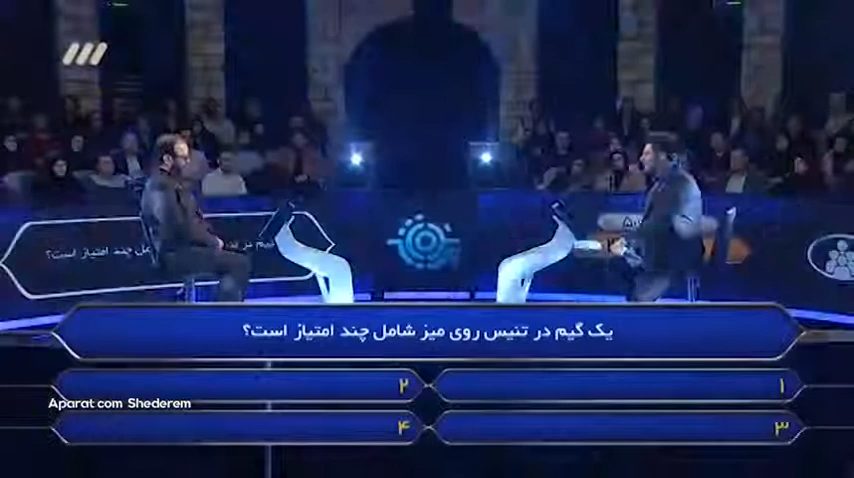 یک گیم در تنیس روی میز شامل چند امتیاز است؟
۱
۲
۳
۴
Aparat com Shederem